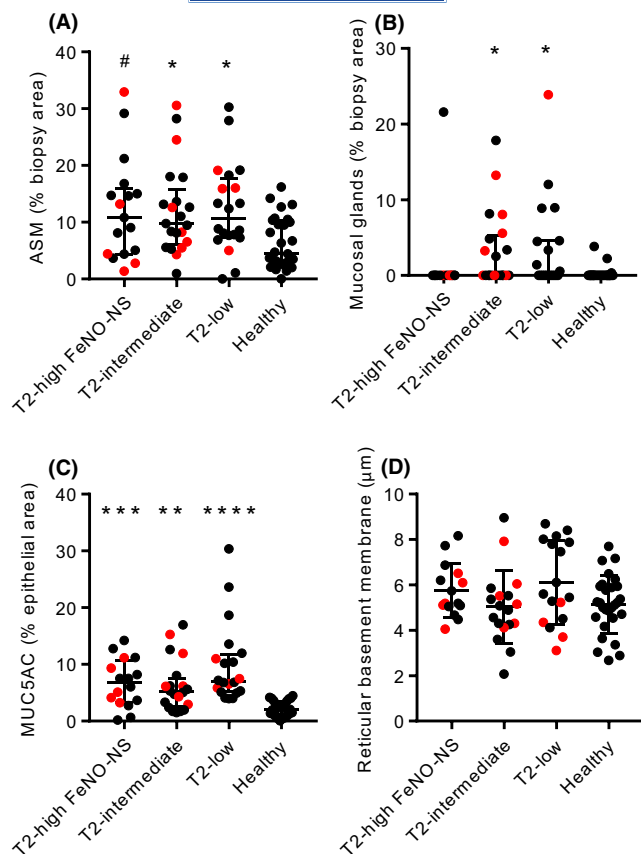 (A)
ASM (% biopsy area)
40
30
20
10
0
# * *
T2-high FeNO-NS
T2-intermediate
T2-low
Healthy
(B)
Mucosal glands (% biopsy area)
30
20
10
0
* *
T2-high FeNO-NS
T2-intermediate
T2-low
Healthy
(C)
MUC5AC (% epithelial area)
40
30
20
10
0
*** ** ****
T2-high FeNO-NS
T2-intermediate
T2-low
Healthy
(D)
Reticular basement membrane (μm)
10
8
6
4
2
0
T2-high FeNO-NS
T2-intermediate
T2-low
Healthy